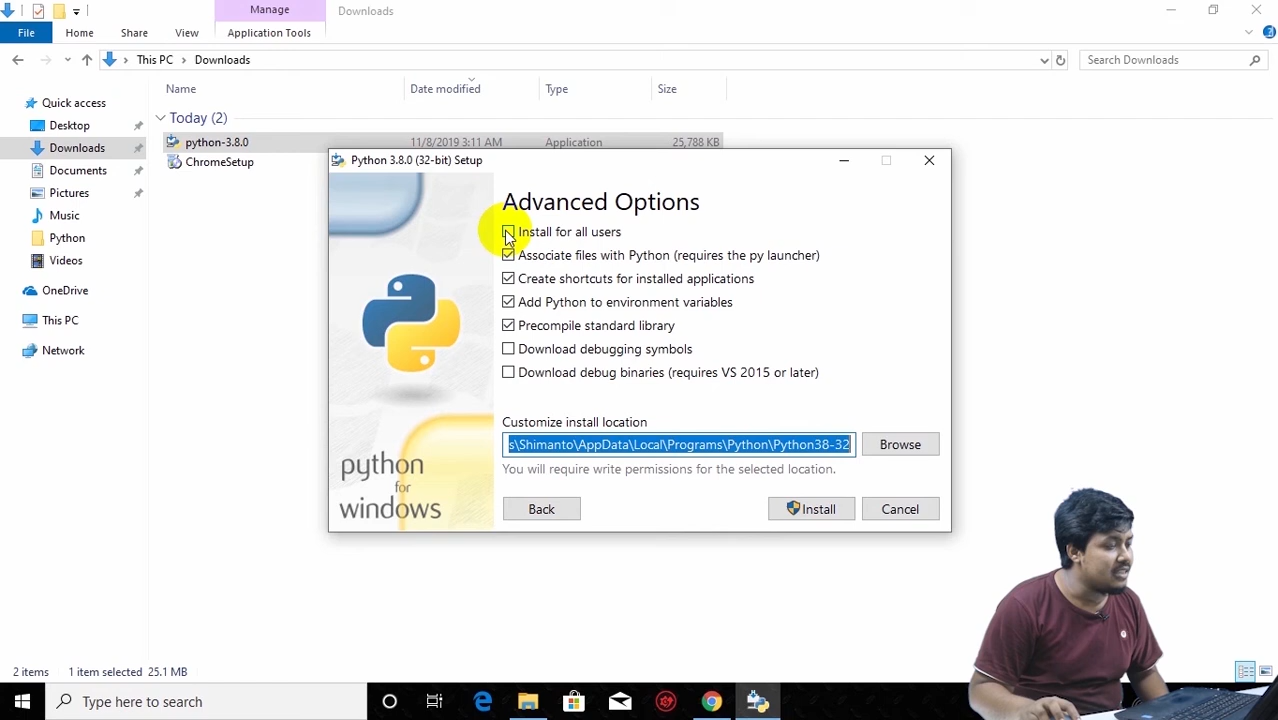 Manage
Downloads
File
Home
Share
View
Application Tools
This PC
Downloads
Search Downloads
Name
Date modified
Type
Size
Quick access
Desktop
Downloads
Documents
Pictures
Music
Python
Videos
OneDrive
This PC
Network
Today (2)
python-3.8.0
11/8/2019 3:11 AM
Application
25,788 KB
ChromeSetup
Python 3.8.0 (32-bit) Setup
Advanced Options
Install for all users
Associate files with Python (requires the py launcher)
Create shortcuts for installed applications
Add Python to environment variables
Precompile standard library
Download debugging symbols
Download debug binaries (requires VS 2015 or later)
Customize install location
s\Shimanto\AppData\Local\Programs\Python\Python38-32
Browse
You will require write permissions for the selected location.
python
for
windows
Back
Install
Cancel
2 items
1 item selected 25.1 MB
Type here to search